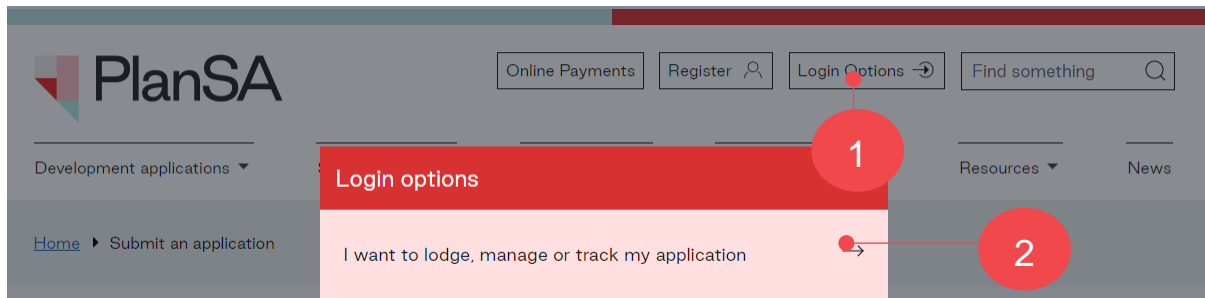 PlanSA
Online Payments Register Login Options Find something
1
Development applications Resources News
Login options
Home Submit an application
I want to lodge, manage or track my application
2